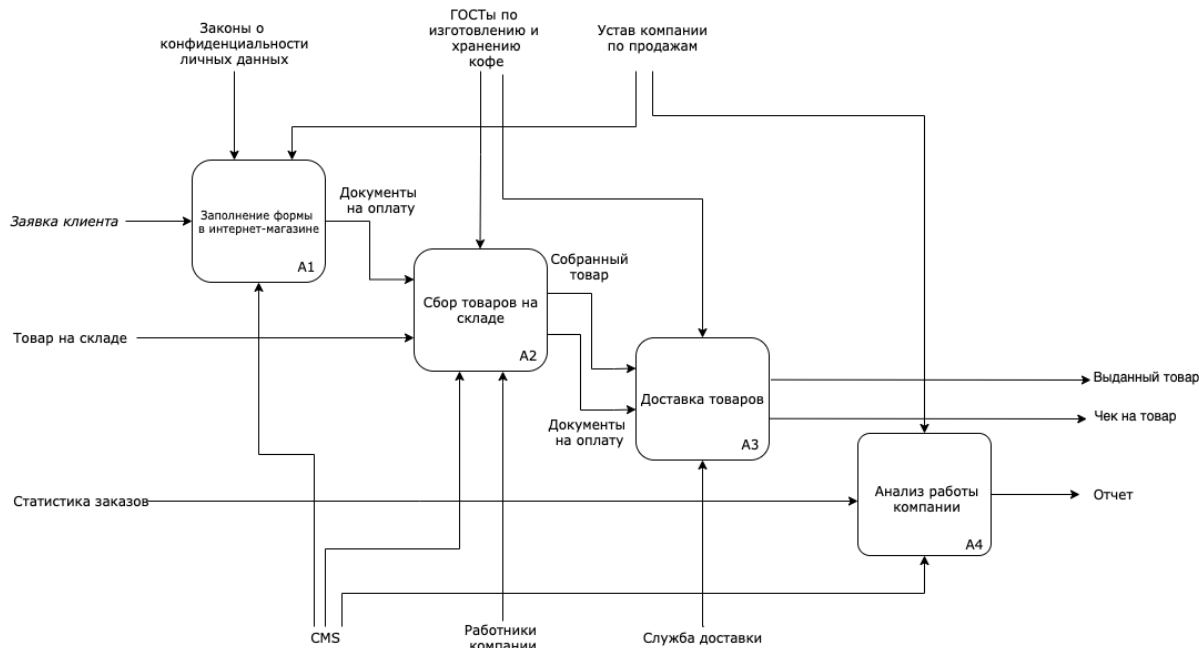 Законы о
конфиденциальности
личных данных
ГОСТы по
изготовлению и
хранению
кофе
Устав компании
по продажам
Заявка клиента
Заполнение формы
в интернет-магазине
A1
Документы
на оплату
Товар на складе
Сбор товаров на
складе
A2
Собранный
товар
Документы
на оплату
Доставка товаров
A3
Выданный товар
Чек на товар
Статистика заказов
Анализ работы
компании
A4
Отчет
CMS
Работники
компании
Служба доставки